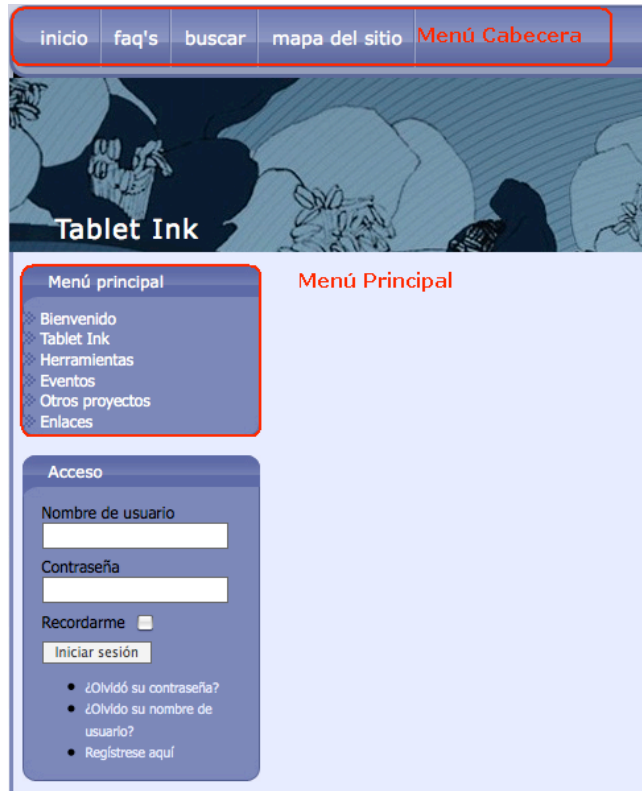 inicio faq's buscar mapa del sitio Menú Cabecera
Tablet Ink
Menú principal Menú Principal
Bienvenido
Tablet Ink
Herramientas
Eventos
Otros proyectos
Enlaces
Acceso
Nombre de usuario
Contraseña
Recordarme
Iniciar sesión
¿Olvidó su contraseña?
¿Olvido su nombre de
usuario?
Regístrese aquí